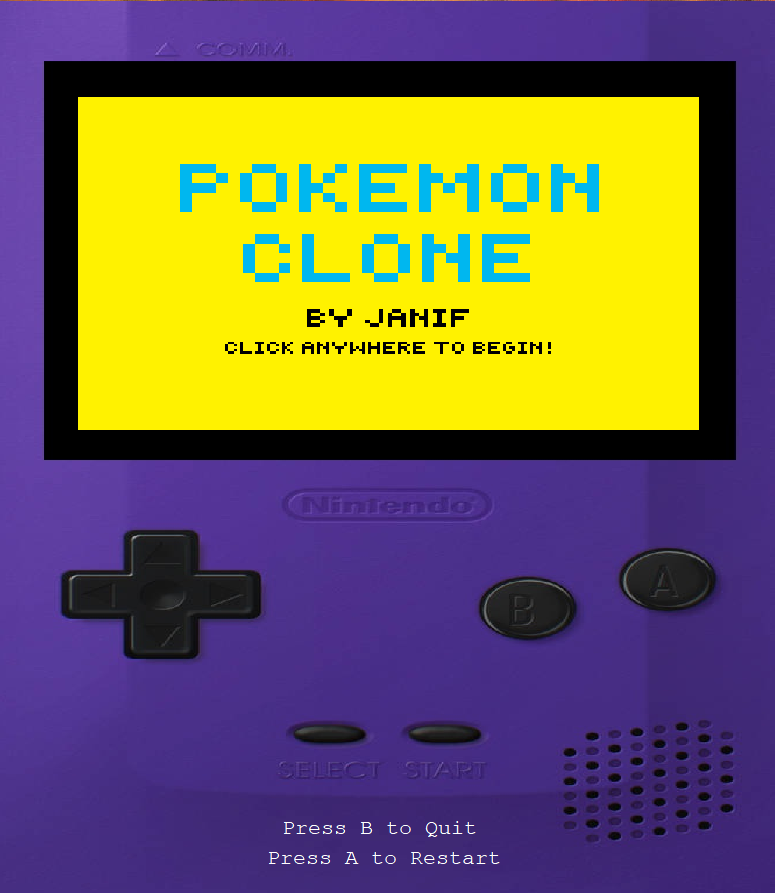 COMM.
POKEMON
CLONE
BY JANIF
CLICK ANYWHERE TO BEGIN!
Nintendo
A
B
SELECT START
Press B to Quit
Press A to Restart